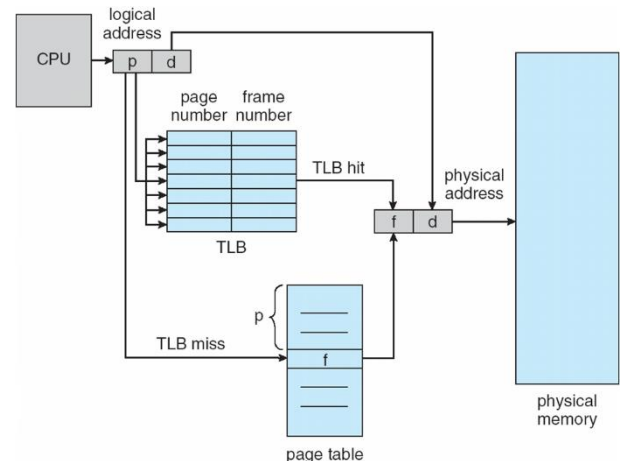 logical
address
CPU
p d
page
number
frame
number
TLB hit
physical
address
f d
TLB
p
TLB miss
f
page table
physical
memory